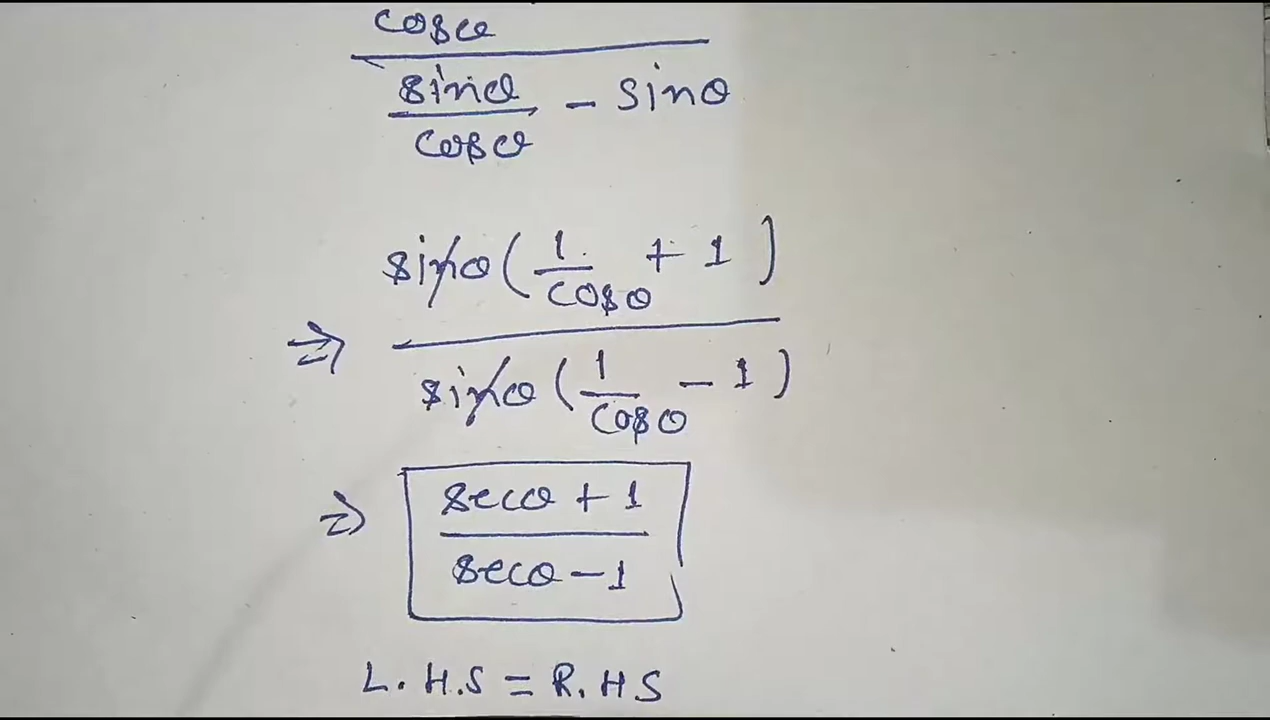 cosθ
sinθ/cosθ - sinθ
⇒ sinθ(1/cosθ + 1)
sinθ(1/cosθ - 1)
⇒ secθ + 1
secθ - 1
L.H.S = R.H.S